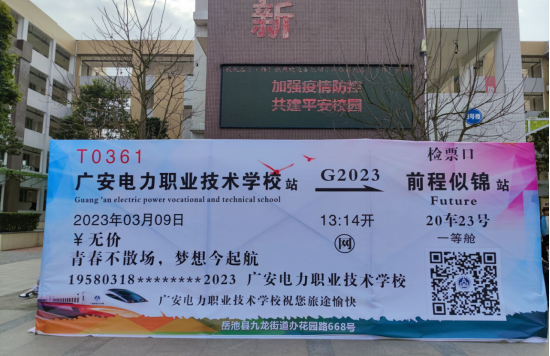 新
加强疫情防控
共建平安校园
T0361
检票口
广安电力职业技术学校站
G2023
前程似锦站
Guang 'an electric power vocational and technical school
Future
2023年03月09日
13:14开
20车23号
￥无价
网
一等舱
青春不散场，梦想今起航
19580318********2023 广安电力职业技术学校
广安电力职业技术学校祝您旅途愉快
岳池县九龙街道办花园路668号